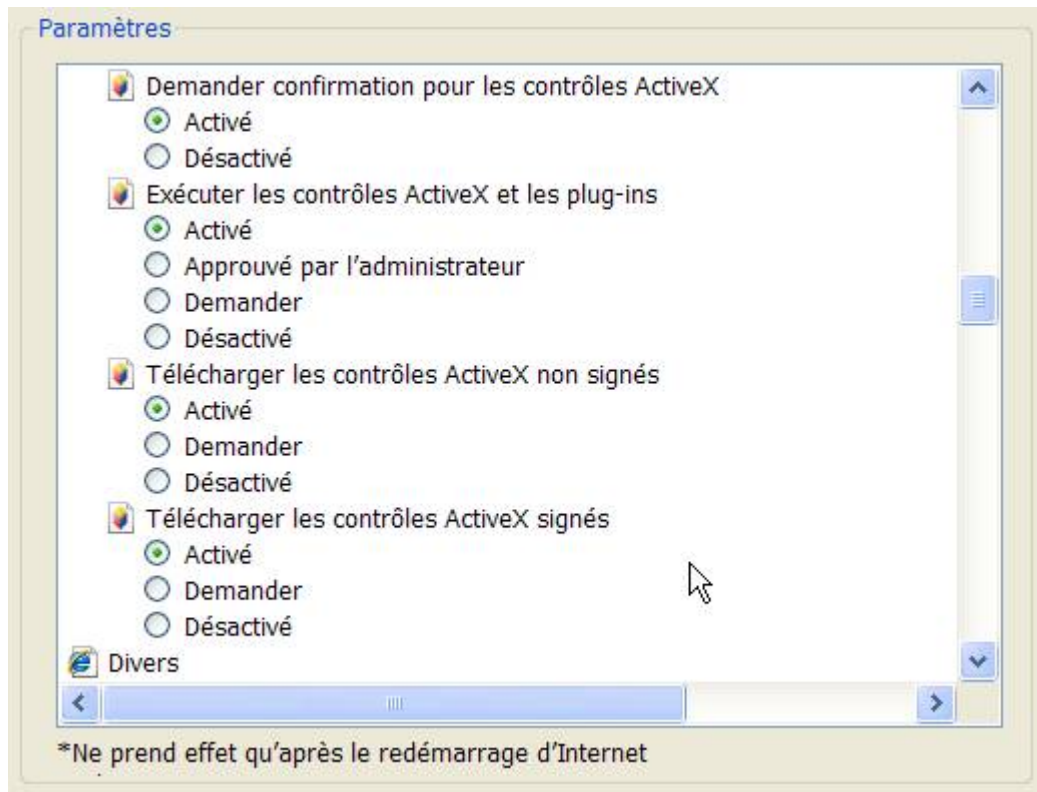 Paramètres
Demander confirmation pour les contrôles ActiveX
Activé
Désactivé
Exécuter les contrôles ActiveX et les plug-ins
Activé
Approuvé par l'administrateur
Demander
Désactivé
Télécharger les contrôles ActiveX non signés
Activé
Demander
Désactivé
Télécharger les contrôles ActiveX signés
Activé
Demander
Désactivé
Divers
*Ne prend effet qu'après le redémarrage d'Internet